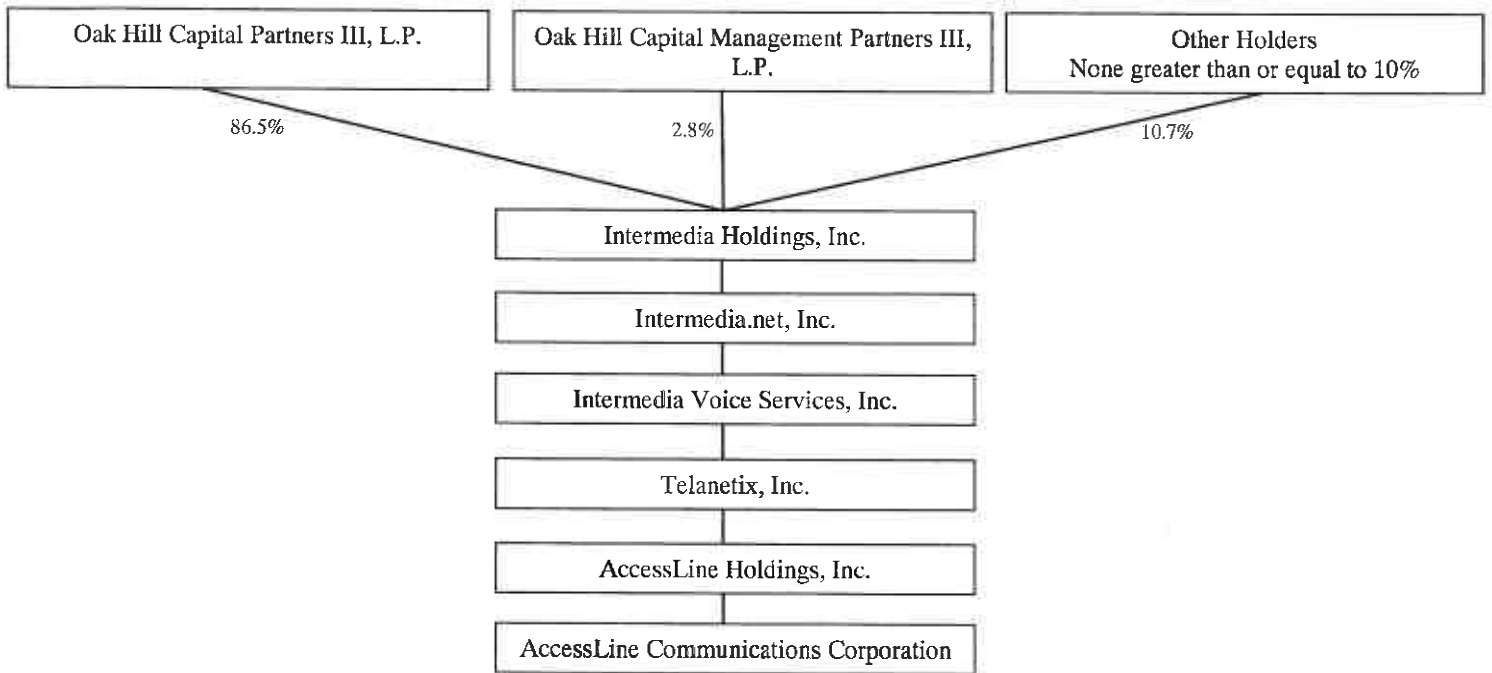 Oak Hill Capital Partners III, L.P.
Oak Hill Capital Management Partners III,
L.P.
Other Holders
None greater than or equal to 10%
86.5%
2.8%
10.7%
Intermedia Holdings, Inc.
Intermedia.net, Inc.
Intermedia Voice Services, Inc.
Telanetix, Inc.
AccessLine Holdings, Inc.
AccessLine Communications Corporation